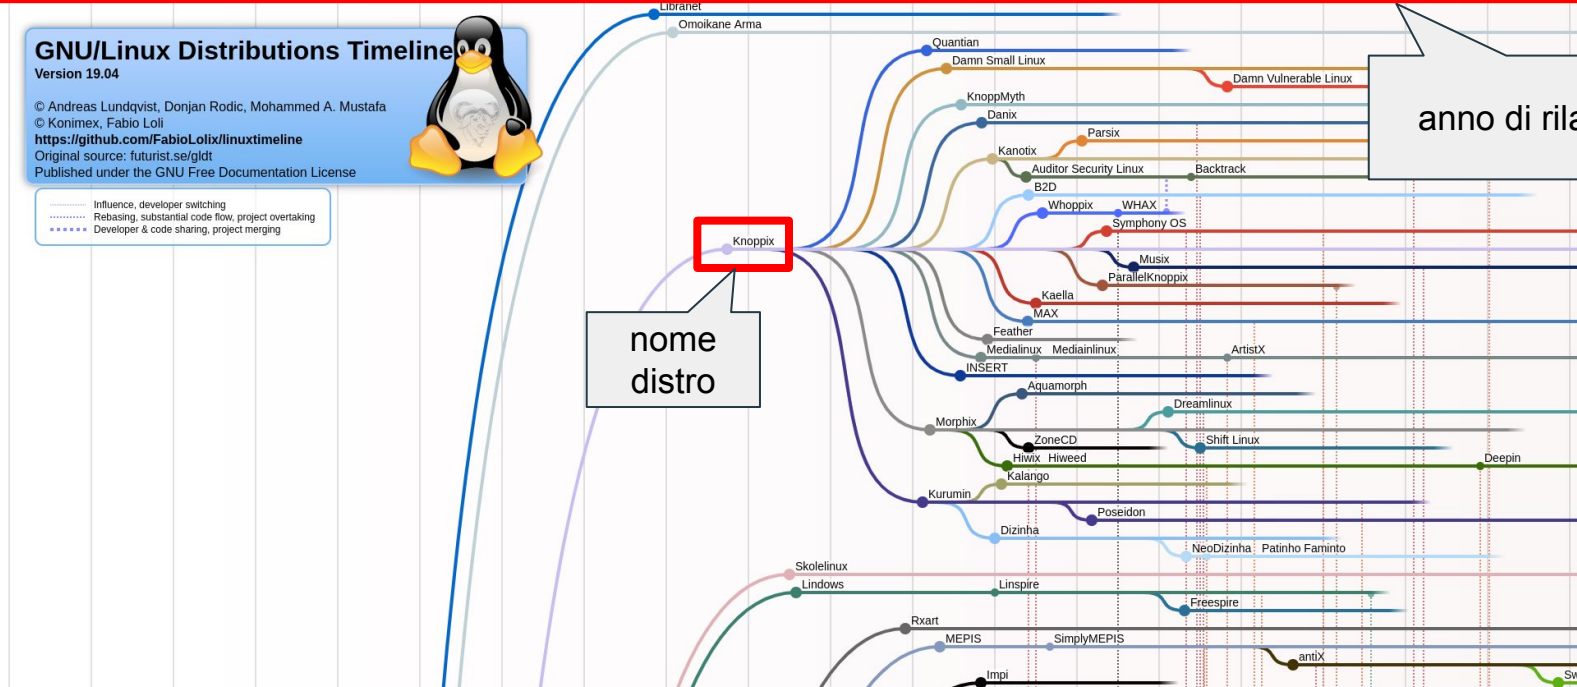 Libranet
Omoikane Arma
GNU/Linux Distributions Timeline
Version 19.04
© Andreas Lundqvist, Donjan Rodic, Mohammed A. Mustafa
© Konimex, Fabio Loli
https://github.com/FabioLolix/linuxtimeline
Original source: futurist.se/gldt
Published under the GNU Free Documentation License
Influence, developer switching
Rebasing, substantial code flow, project overtaking
Developer & code sharing, project merging
Quantian
Damn Small Linux
Damn Vulnerable Linux
KnoppMyth
anno di rila
Danix
Parsix
Kanotix
Auditor Security Linux Backtrack
B2D
Whoppix WHAX
Symphony OS
Knoppix
Musix
ParallelKnoppix
Kaella
MAX
nome
distro
Feather
Medialinux Mediainlinux ArtistX
INSERT
Aquamorph
Dreamlinux
Morphix
ZoneCD Shift Linux
Hiwix Hiweed Deepin
Kalango
Kurumin
Poseidon
Dizinha
NeoDizinha Patinho Faminto
Skolelinux
Lindows Linspire
Freespire
Rxart
MEPIS SimplyMEPIS
antiX
Impi Sw